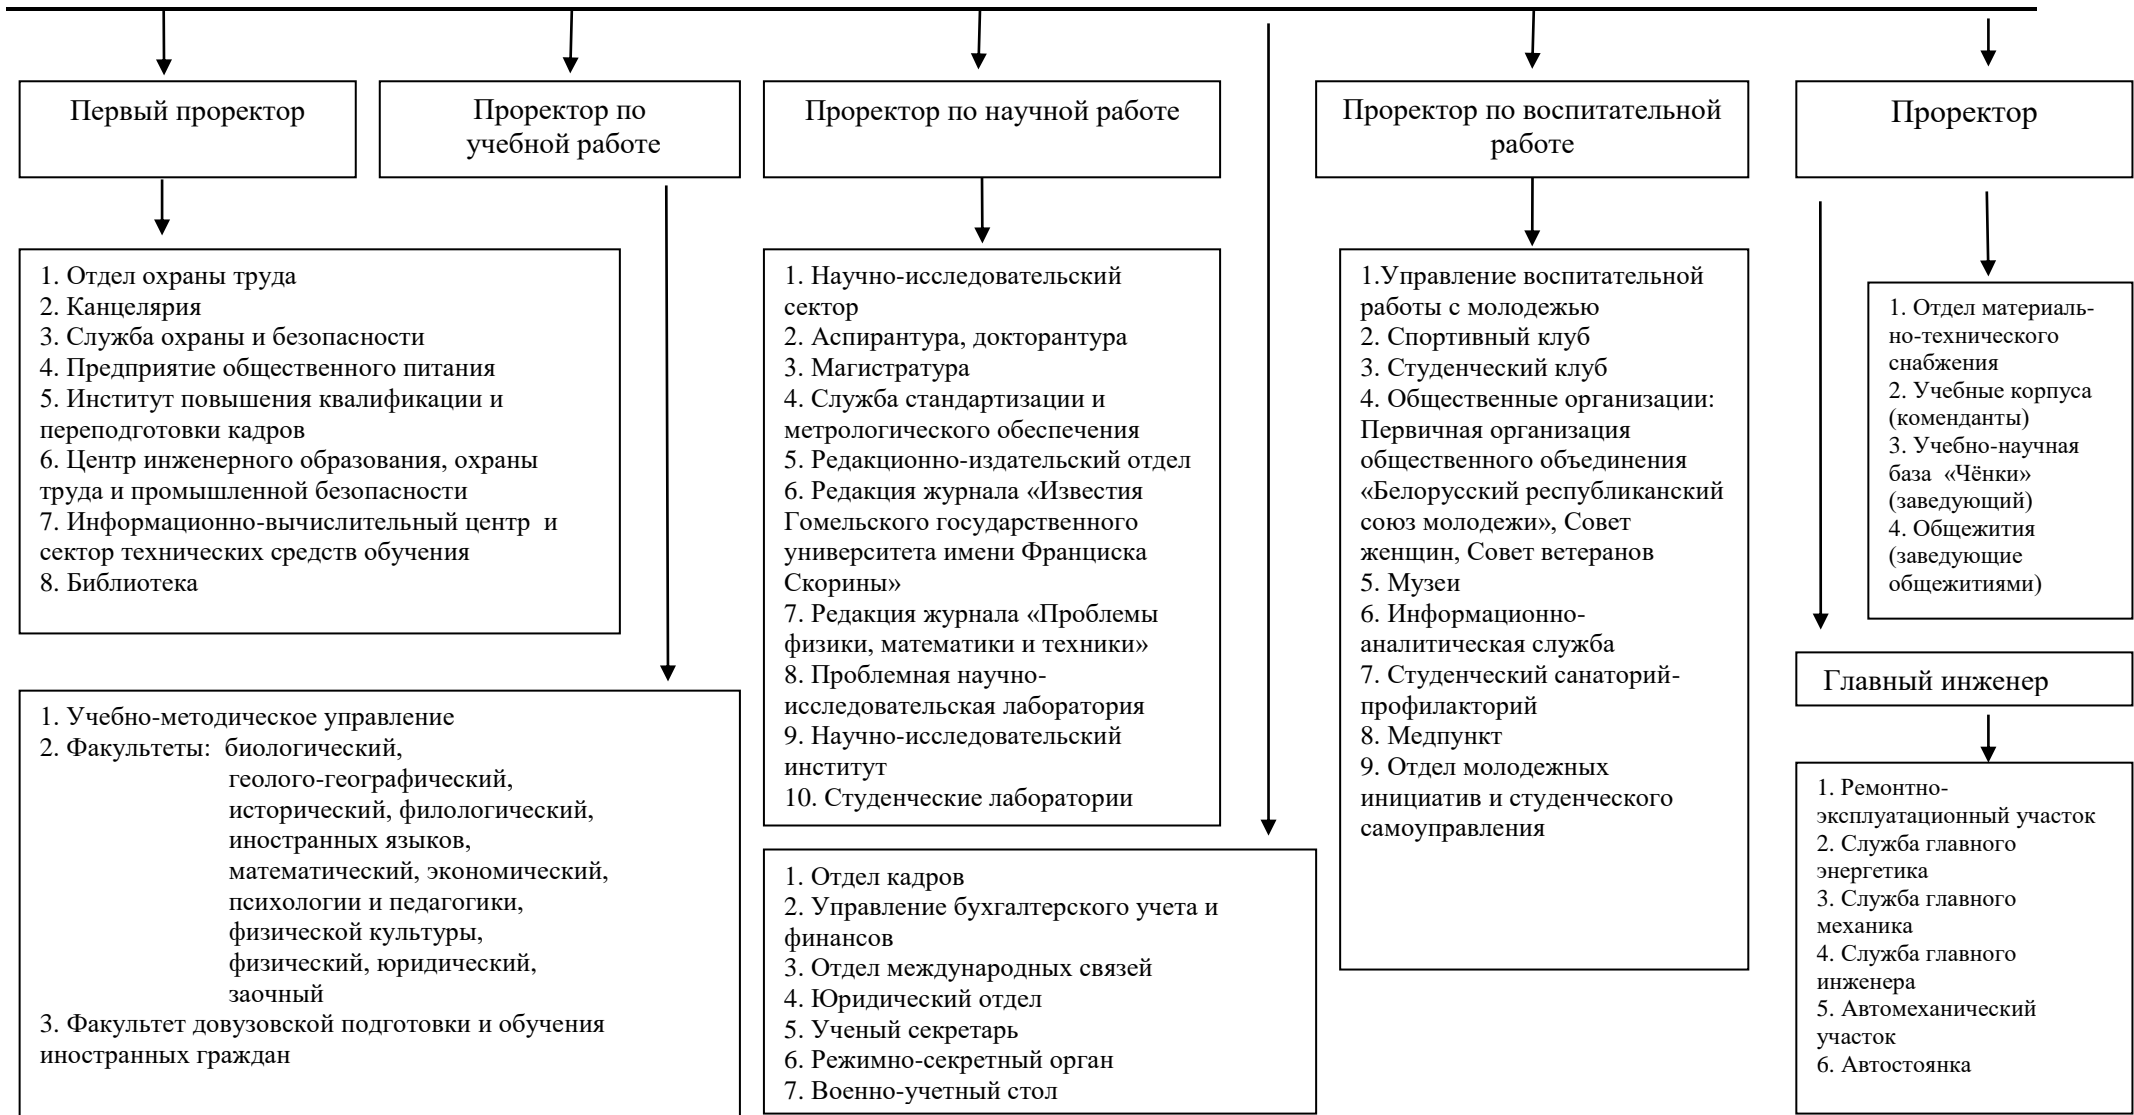 Первый проректор
Проректор по
учебной работе
Проректор по научной работе
Проректор по воспитательной
работе
Проректор
1. Отдел охраны труда
2. Канцелярия
3. Служба охраны и безопасности
4. Предприятие общественного питания
5. Институт повышения квалификации и
переподготовки кадров
6. Центр инженерного образования, охраны
труда и промышленной безопасности
7. Информационно-вычислительный центр и
сектор технических средств обучения
8. Библиотека
1. Учебно-методическое управление
2. Факультеты: биологический,
геолого-географический,
исторический, филологический,
иностранных языков,
математический, экономический,
психологии и педагогики,
физической культуры,
физический, юридический,
заочный
3. Факультет довузовской подготовки и обучения
иностранных граждан
1. Научно-исследовательский
сектор
2. Аспирантура, докторантура
3. Магистратура
4. Служба стандартизации и
метрологического обеспечения
5. Редакционно-издательский отдел
6. Редакция журнала «Известия
Гомельского государственного
университета имени Франциска
Скорины»
7. Редакция журнала «Проблемы
физики, математики и техники»
8. Проблемная научно-
исследовательская лаборатория
9. Научно-исследовательский
институт
10. Студенческие лаборатории
1. Отдел кадров
2. Управление бухгалтерского учета и
финансов
3. Отдел международных связей
4. Юридический отдел
5. Ученый секретарь
6. Режимно-секретный орган
7. Военно-учетный стол
1.Управление воспитательной
работы с молодежью
2. Спортивный клуб
3. Студенческий клуб
4. Общественные организации:
Первичная организация
общественного объединения
«Белорусский республиканский
союз молодежи», Совет
женщин, Совет ветеранов
5. Музеи
6. Информационно-
аналитическая служба
7. Студенческий санаторий-
профилакторий
8. Медпункт
9. Отдел молодежных
инициатив и студенческого
самоуправления
1. Отдел материаль-
но-технического
снабжения
2. Учебные корпуса
(коменданты)
3. Учебно-научная
база «Чёнки»
(заведующий)
4. Общежития
(заведующие
общежитиями)
Главный инженер
1. Ремонтно-
эксплуатационный участок
2. Служба главного
энергетика
3. Служба главного
механика
4. Служба главного
инженера
5. Автомеханический
участок
6. Автостоянка